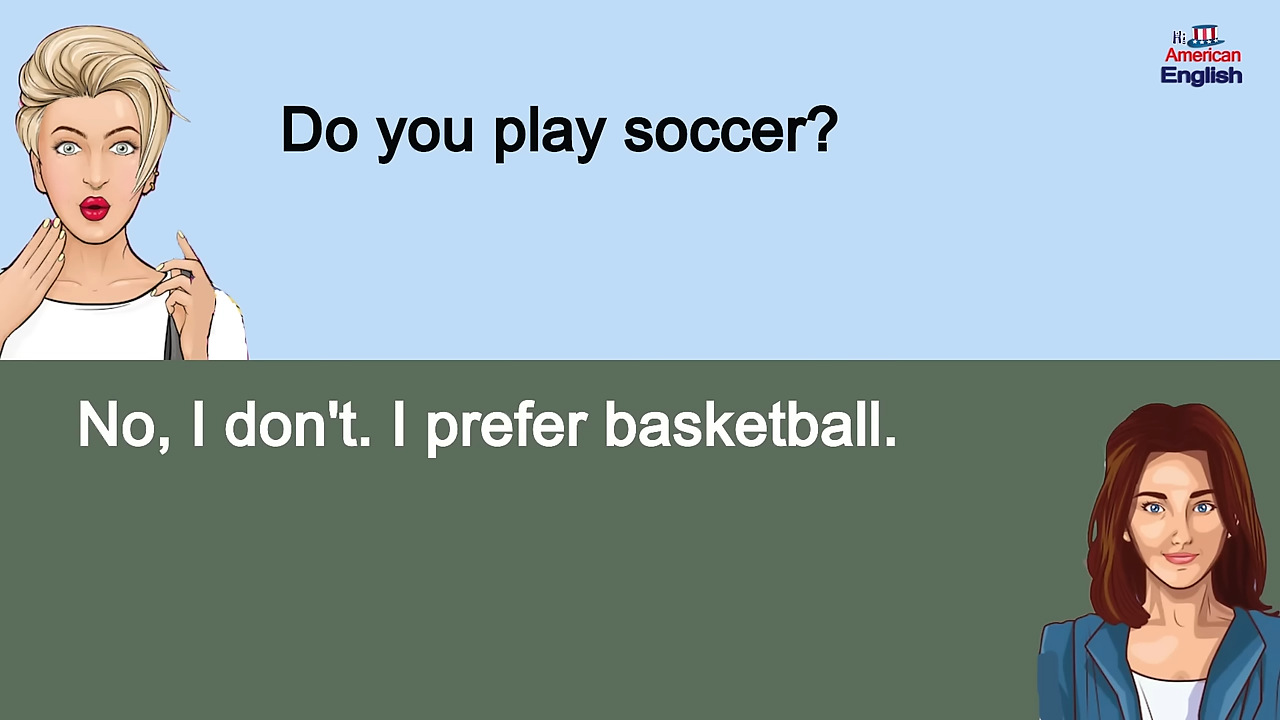 Hi
American
English
Do you play soccer?
No, I don't. I prefer basketball.